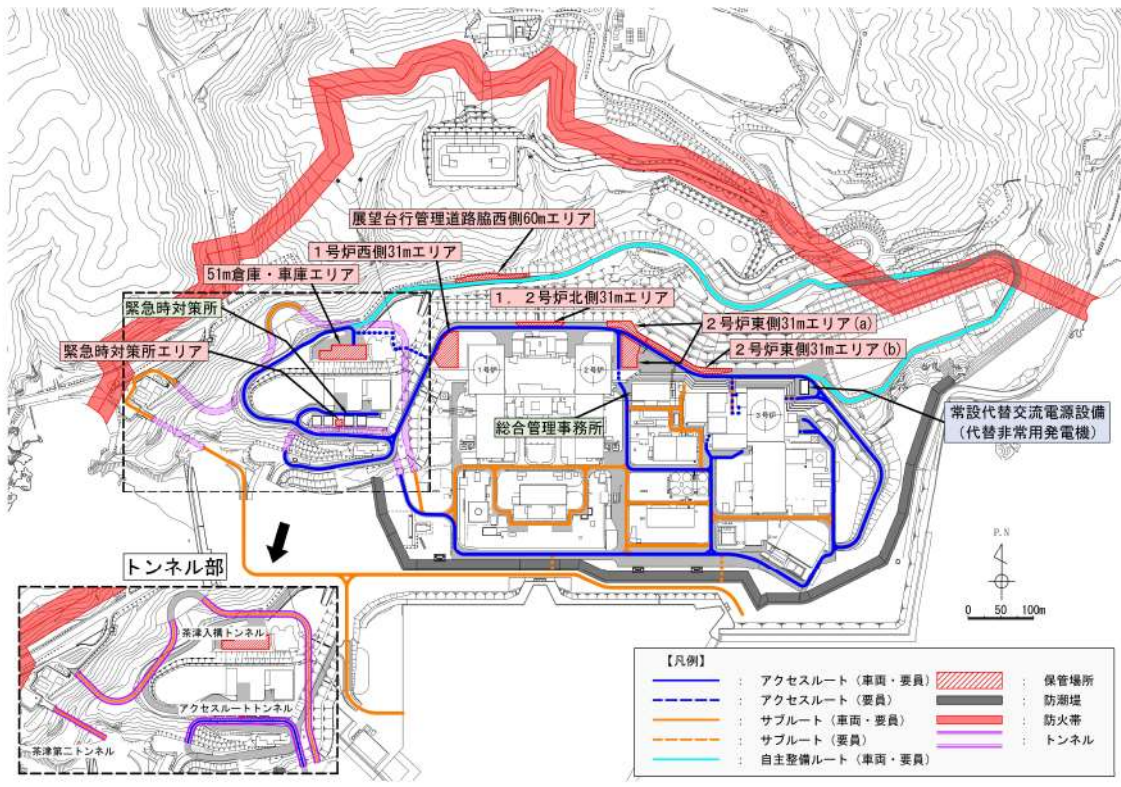 展望台行管理道路脇西側60mエリア
1号炉西側31mエリア
51m倉庫・車庫エリア
1.2号炉北側31mエリア
緊急時対策所
2号炉東側31mエリア(a)
緊急時対策所エリア
2号炉東側31mエリア(b)
1号炉
2号炉
3号炉
総合管理事務所
常設代替交流電源設備
(代替非常用発電機)
トンネル部
P.N
0 50 100m
茶津入構トンネル
アクセスルートトンネル
茶津第二トンネル
【凡例】
: アクセスルート(車両・要員)
: アクセスルート(要員)
: サブルート(車両・要員)
: サブルート(要員)
: 自主整備ルート(車両・要員)
: 保管場所
: 防潮堤
: 防火帯
: トンネル